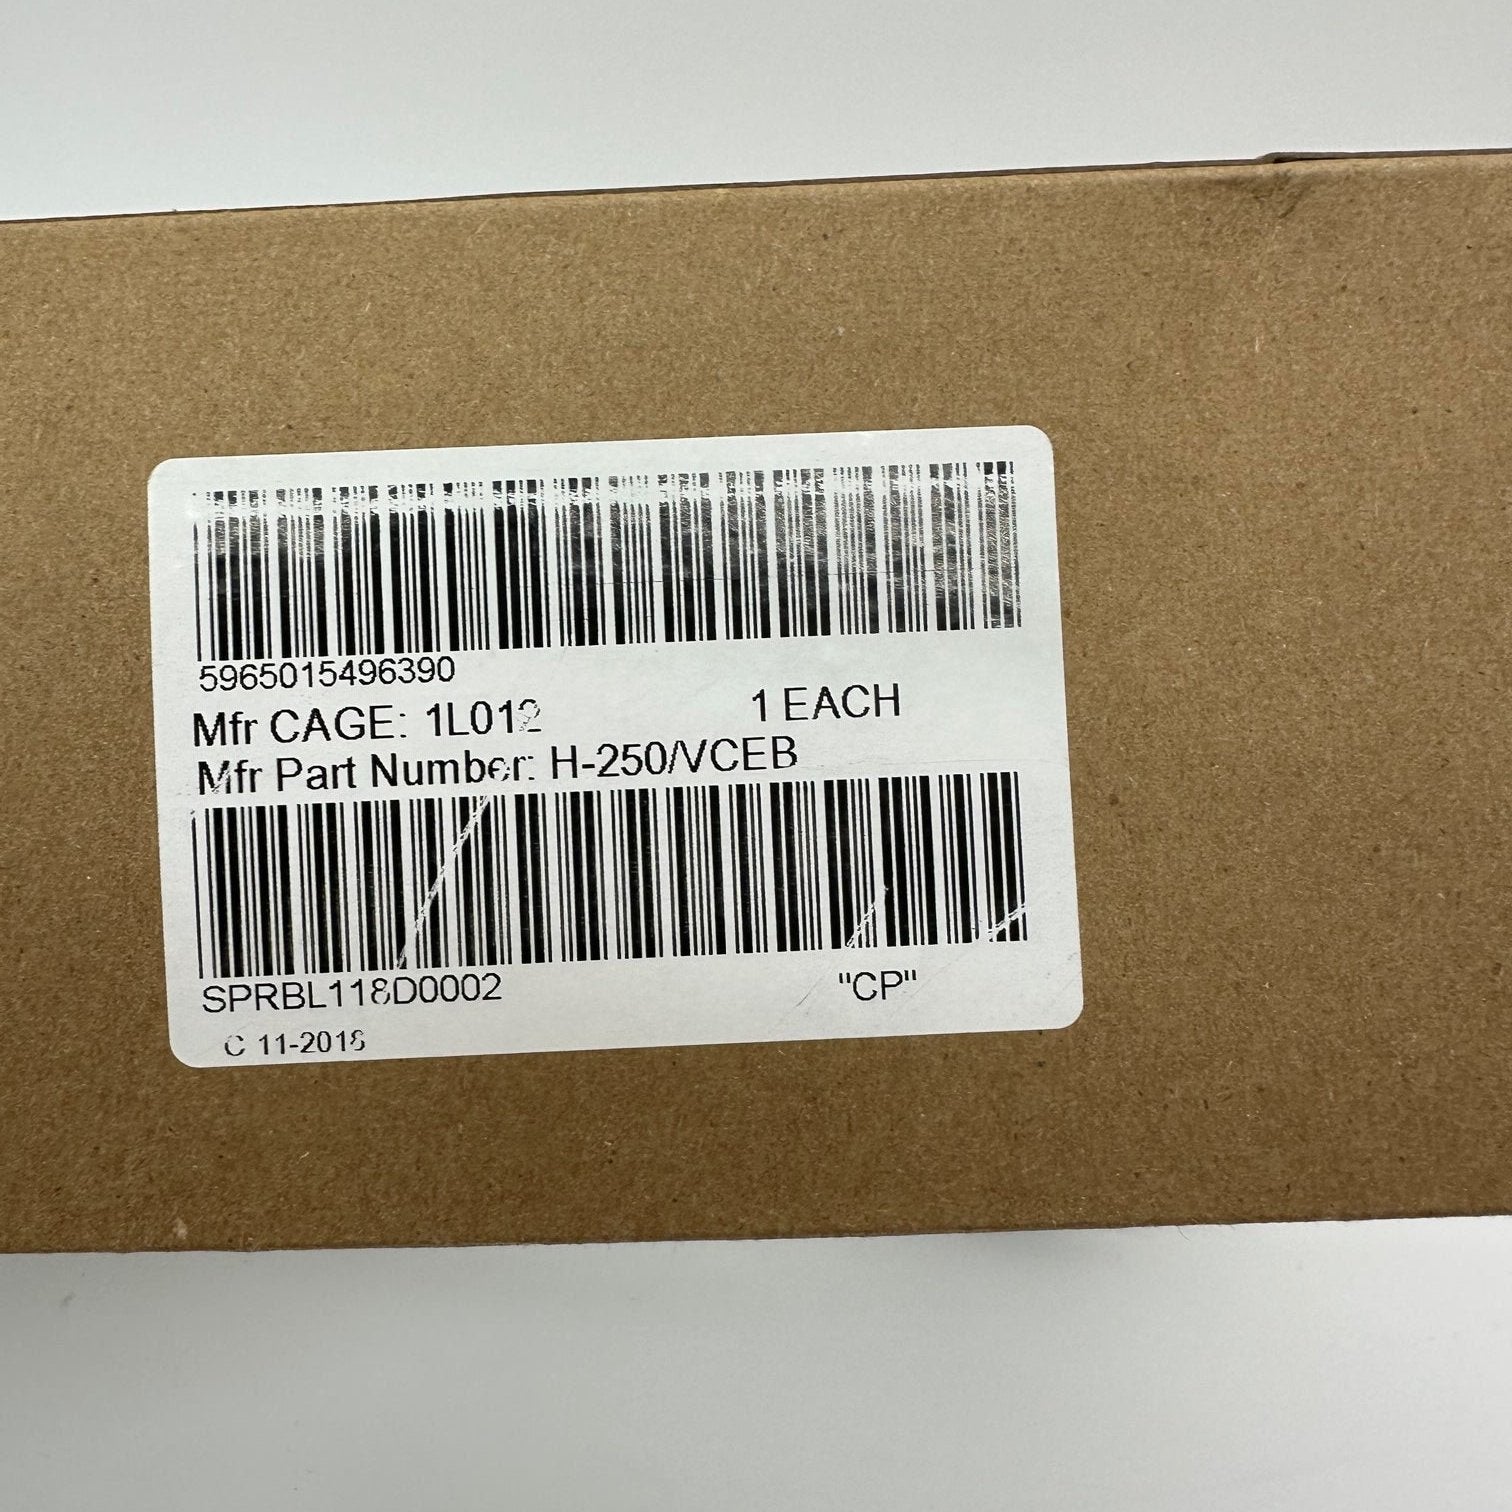 5965015496390
Mfr CAGE: 1L012 1 EACH
Mfr Part Number: H-250/VCEB
SPRBL118D0002 "CP"
C 11-2018